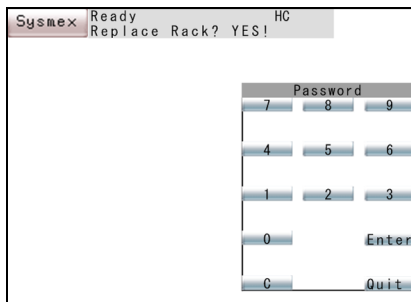 Sysmex
Ready HC
Replace Rack? YES!
Password
7 8 9
4 5 6
1 2 3
0 Enter
C Quit